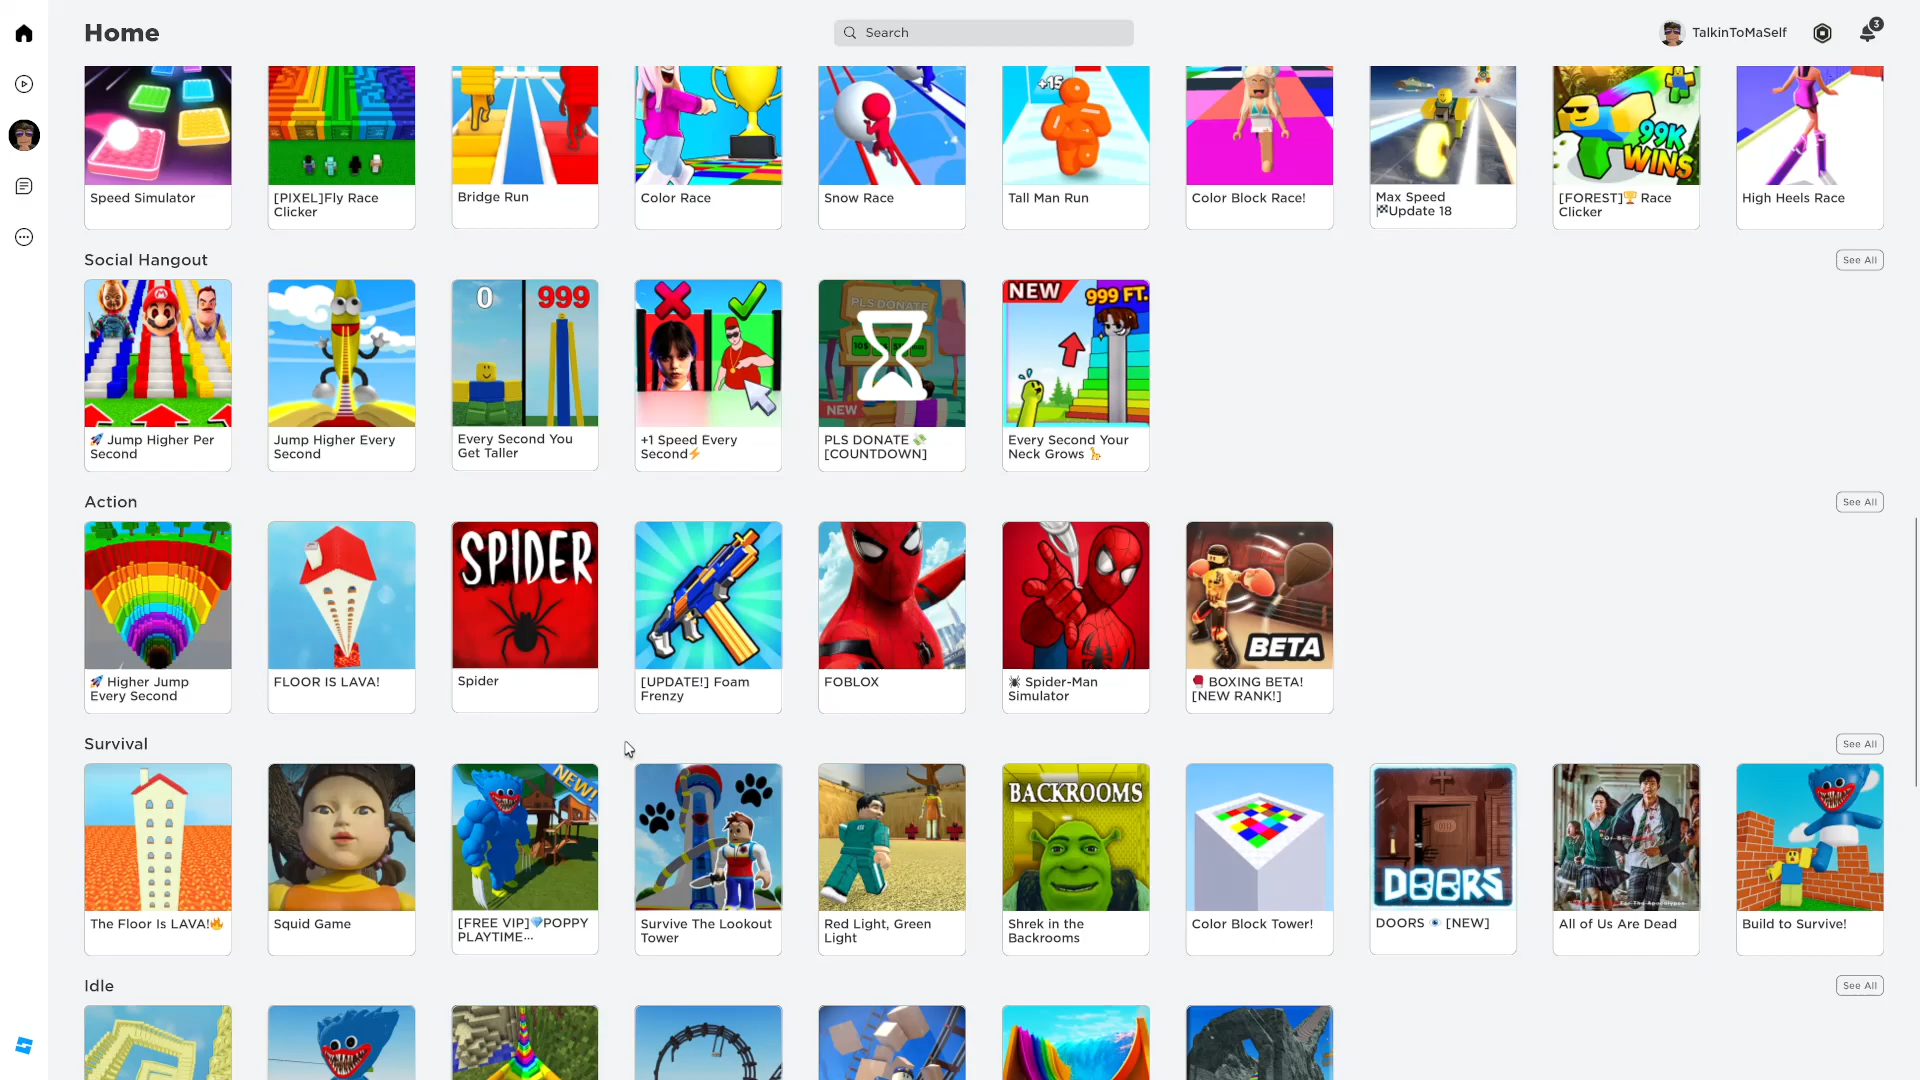 Home
Search
TalkinToMaSelf
3
+15
99K
WINS
Speed Simulator
[PIXEL]Fly Race
Clicker
Bridge Run
Color Race
Snow Race
Tall Man Run
Color Block Race!
Max Speed
🏁Update 18
[FOREST]🏆 Race
Clicker
High Heels Race
Social Hangout
See All
0
999
PLS DONATE
NEW
NEW
999 FT.
🚀 Jump Higher Per
Second
Jump Higher Every
Second
Every Second You
Get Taller
+1 Speed Every
Second⚡
PLS DONATE 💸
[COUNTDOWN]
Every Second Your
Neck Grows 🦒
Action
See All
SPIDER
BETA
🚀 Higher Jump
Every Second
FLOOR IS LAVA!
Spider
[UPDATE!] Foam
Frenzy
FOBLOX
🕷 Spider-Man
Simulator
🥊 BOXING BETA!
[NEW RANK!]
Survival
See All
NEW!
BACKROOMS
DOORS
For The Apocalypse
The Floor Is LAVA!🔥
Squid Game
[FREE VIP]💎POPPY
PLAYTIME...
Survive The Lookout
Tower
Red Light, Green
Light
Shrek in the
Backrooms
Color Block Tower!
DOORS 👁 [NEW]
All of Us Are Dead
Build to Survive!
Idle
See All